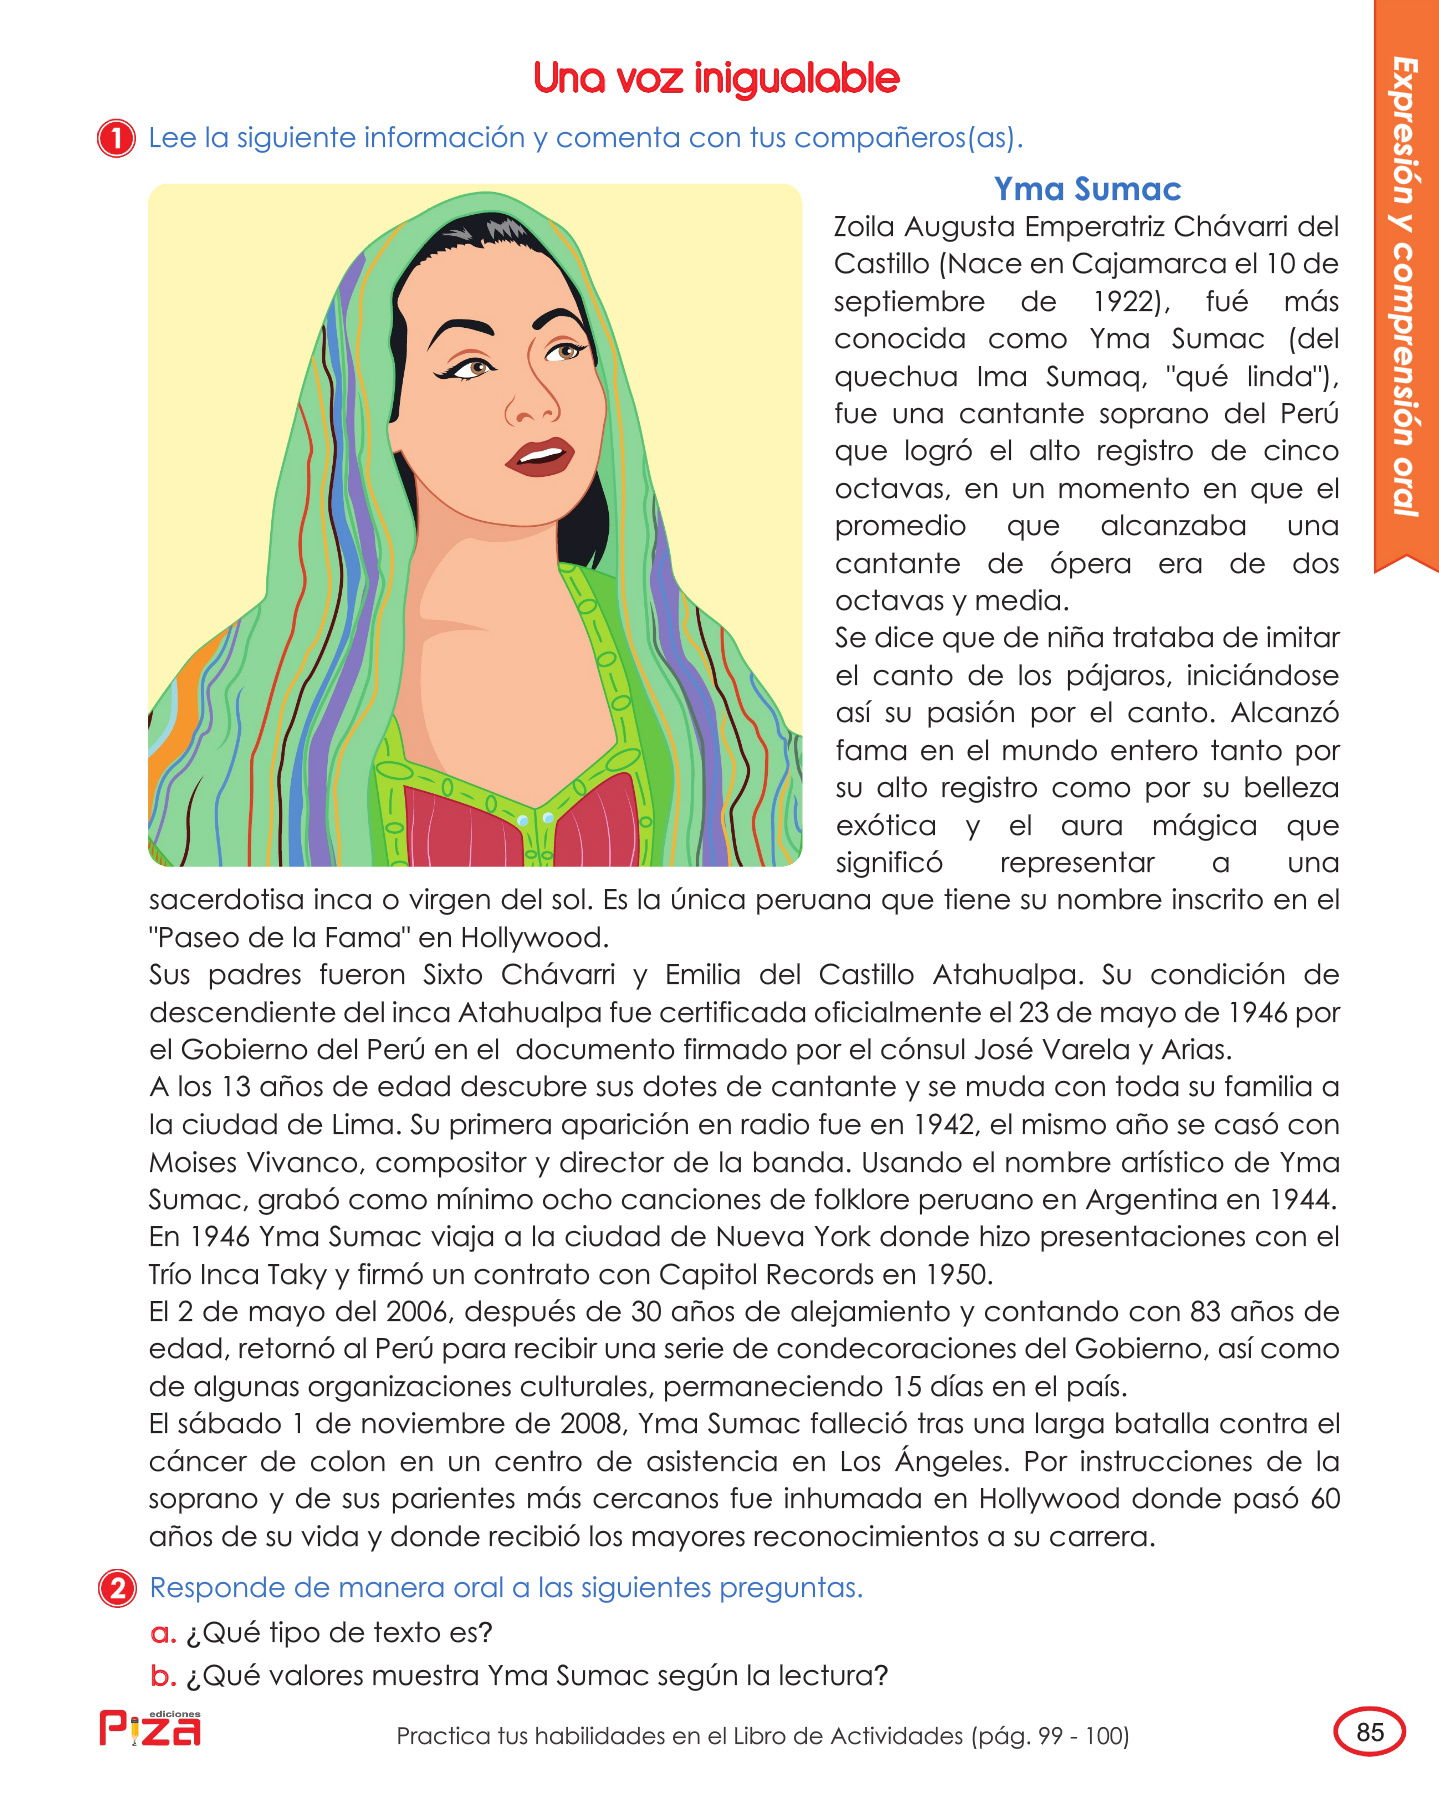 Una voz inigualable
1 Lee la siguiente información y comenta con tus compañeros(as).
Yma Sumac
Zoila Augusta Emperatriz Chávarri del
Castillo (Nace en Cajamarca el 10 de
septiembre de 1922), fué más
conocida como Yma Sumac (del
quechua Ima Sumaq, "qué linda"),
fue una cantante soprano del Perú
que logró el alto registro de cinco
octavas, en un momento en que el
promedio que alcanzaba una
cantante de ópera era de dos
octavas y media.
Se dice que de niña trataba de imitar
el canto de los pájaros, iniciándose
así su pasión por el canto. Alcanzó
fama en el mundo entero tanto por
su alto registro como por su belleza
exótica y el aura mágica que
significó representar a una
sacerdotisa inca o virgen del sol. Es la única peruana que tiene su nombre inscrito en el
"Paseo de la Fama" en Hollywood.
Sus padres fueron Sixto Chávarri y Emilia del Castillo Atahualpa. Su condición de
descendiente del inca Atahualpa fue certificada oficialmente el 23 de mayo de 1946 por
el Gobierno del Perú en el documento firmado por el cónsul José Varela y Arias.
A los 13 años de edad descubre sus dotes de cantante y se muda con toda su familia a
la ciudad de Lima. Su primera aparición en radio fue en 1942, el mismo año se casó con
Moises Vivanco, compositor y director de la banda. Usando el nombre artístico de Yma
Sumac, grabó como mínimo ocho canciones de folklore peruano en Argentina en 1944.
En 1946 Yma Sumac viaja a la ciudad de Nueva York donde hizo presentaciones con el
Trío Inca Taky y firmó un contrato con Capitol Records en 1950.
El 2 de mayo del 2006, después de 30 años de alejamiento y contando con 83 años de
edad, retornó al Perú para recibir una serie de condecoraciones del Gobierno, así como
de algunas organizaciones culturales, permaneciendo 15 días en el país.
El sábado 1 de noviembre de 2008, Yma Sumac falleció tras una larga batalla contra el
cáncer de colon en un centro de asistencia en Los Ángeles. Por instrucciones de la
soprano y de sus parientes más cercanos fue inhumada en Hollywood donde pasó 60
años de su vida y donde recibió los mayores reconocimientos a su carrera.
2 Responde de manera oral a las siguientes preguntas.
a. ¿Qué tipo de texto es?
b. ¿Qué valores muestra Yma Sumac según la lectura?
ediciones
Piza
Practica tus habilidades en el Libro de Actividades (pág. 99 - 100)
85
Expresión y comprensión oral